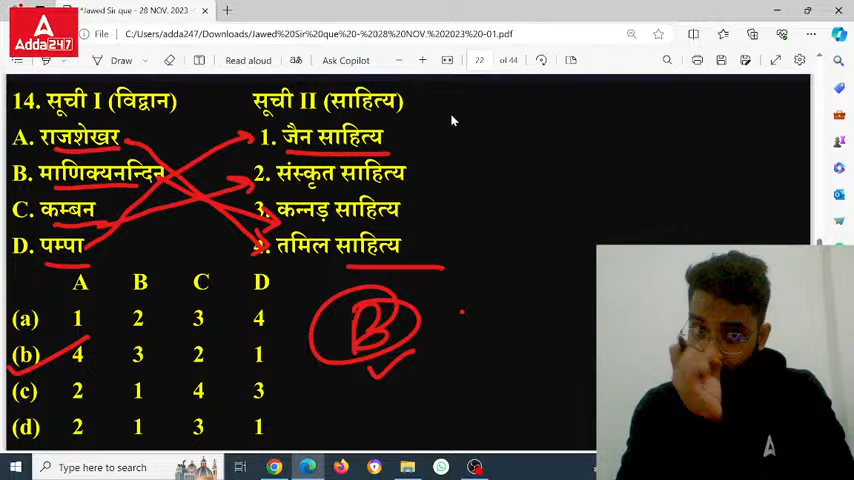 ^Jawed Sir que - 28 NOV. 2023 -
Adda247
File
C:/Users/adda247/Downloads/Jawed%20Sir%20que%20-%2028%20NOV.%202023%20-01.pdf
Draw
Read aloud
Ask Copilot
22
of 44
14. सूची I (विद्वान)
सूची II (साहित्य)
A. राजशेखर
1. जैन साहित्य
B. माणिक्यनन्दिन
2. संस्कृत साहित्य
C. कम्बन
3. कन्नड़ साहित्य
D. पम्पा
4. तमिल साहित्य
A B C D
(a) 1 2 3 4
(b) 4 3 2 1
(c) 2 1 4 3
(d) 2 1 3 1
B
Type here to search